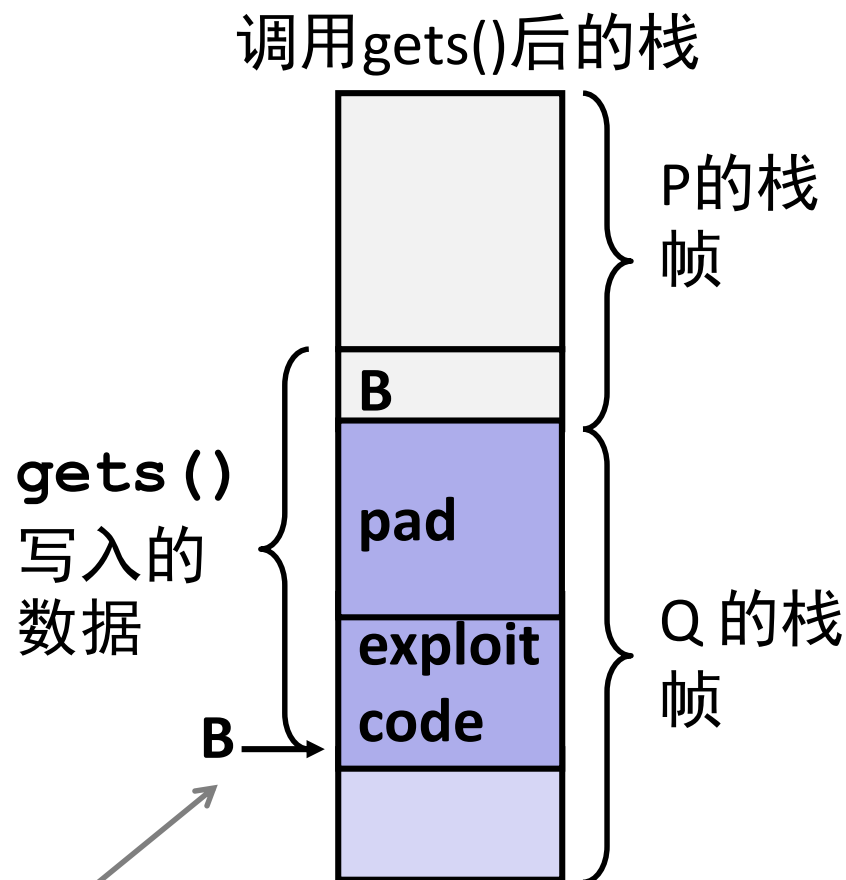 调用gets()后的栈
P的栈
帧
B
gets()
写入的
数据
pad
exploit
code
B
Q 的栈
帧